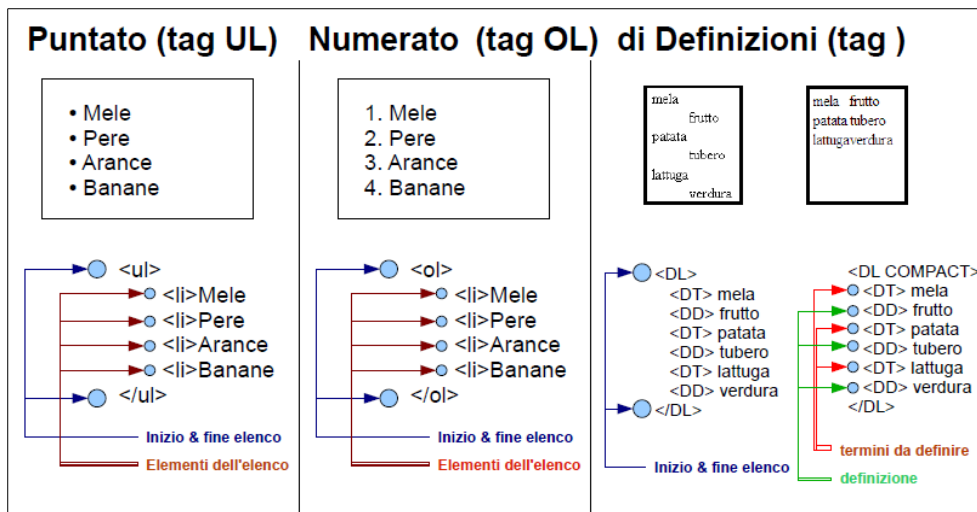 Puntato (tag UL)
• Mele
• Pere
• Arance
• Banane
<ul>
<li>Mele
<li>Pere
<li>Arance
<li>Banane
</ul>
Inizio & fine elenco
Elementi dell'elenco
Numerato (tag OL)
1. Mele
2. Pere
3. Arance
4. Banane
<ol>
<li>Mele
<li>Pere
<li>Arance
<li>Banane
</ol>
Inizio & fine elenco
Elementi dell'elenco
di Definizioni (tag )
mela
frutto
patata
tubero
lattuga
verdura
<DL>
<DT> mela
<DD> frutto
<DT> patata
<DD> tubero
<DT> lattuga
<DD> verdura
</DL>
Inizio & fine elenco
mela frutto
patata tubero
lattugaverdura
<DL COMPACT>
<DT> mela
<DD> frutto
<DT> patata
<DD> tubero
<DT> lattuga
<DD> verdura
</DL>
termini da definire
definizione